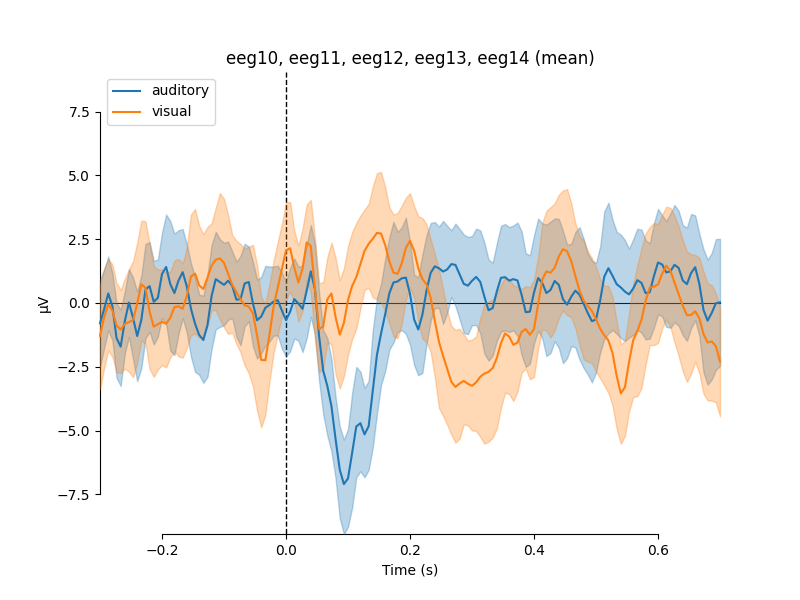 eeg10, eeg11, eeg12, eeg13, eeg14 (mean)
auditory
visual
7.5
5.0
2.5
0.0
−2.5
−5.0
−7.5
µV
−0.2 0.0 0.2 0.4 0.6
Time (s)